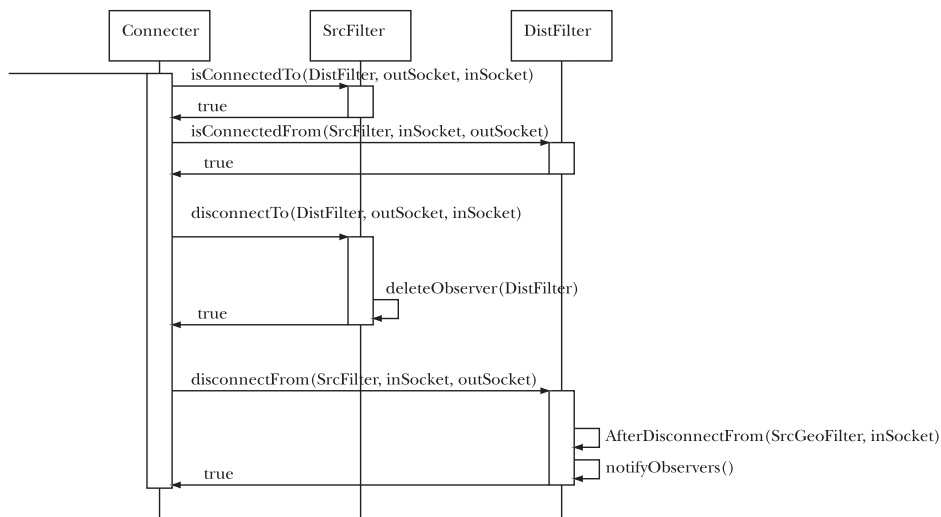 Connecter
SrcFilter
DistFilter
isConnectedTo(DistFilter, outSocket, inSocket)
true
isConnectedFrom(SrcFilter, inSocket, outSocket)
true
disconnectTo(DistFilter, outSocket, inSocket)
deleteObserver(DistFilter)
true
disconnectFrom(SrcFilter, inSocket, outSocket)
AfterDisconnectFrom(SrcGeoFilter, inSocket)
notifyObservers()
true